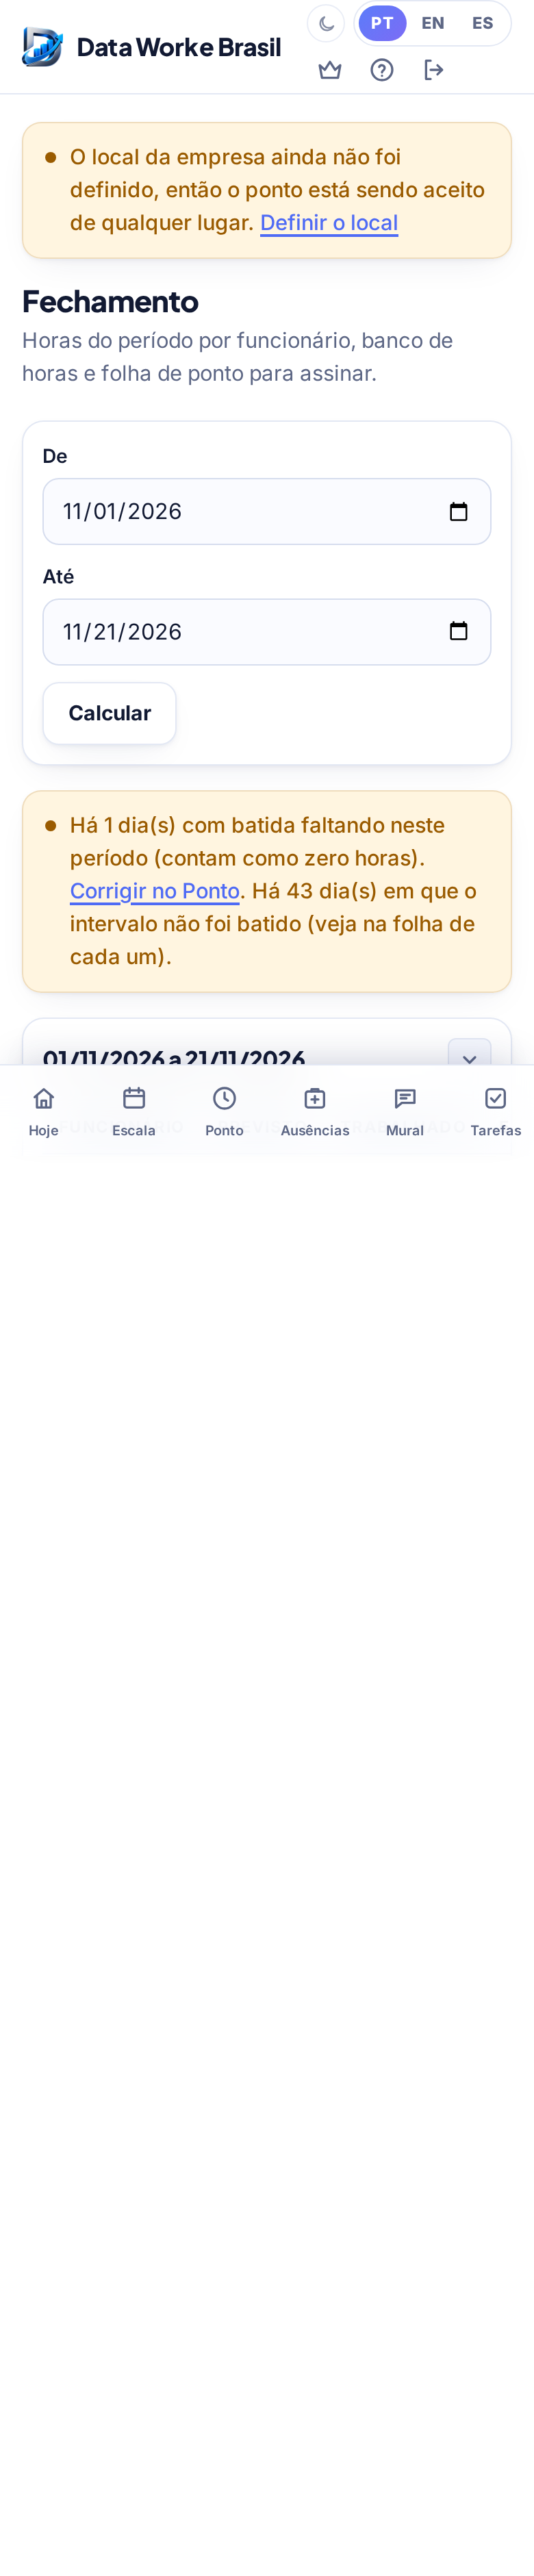 Data Worke Brasil
PT EN ES
O local da empresa ainda não foi
definido, então o ponto está sendo aceito
de qualquer lugar. Definir o local
Fechamento
Horas do período por funcionário, banco de
horas e folha de ponto para assinar.
De
11/01/2026
Até
11/21/2026
Calcular
Há 1 dia(s) com batida faltando neste
período (contam como zero horas).
Corrigir no Ponto. Há 43 dia(s) em que o
intervalo não foi batido (veja na folha de
cada um).
01/11/2026 a 21/11/2026
Hoje Escala Ponto Ausências Mural Tarefas